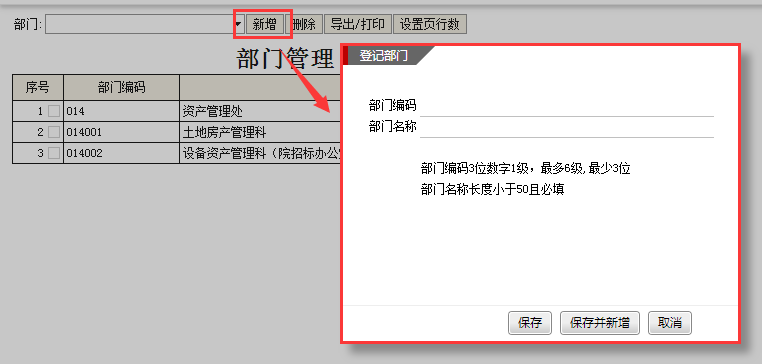 部门: 新增 删除 导出/打印 设置页行数
部门管理
序号 部门编码
1 014 资产管理处
2 014001 土地房产管理科
3 014002 设备资产管理科（院招标办公
登记部门
部门编码
部门名称
部门编码3位数字1级，最多6级,最少3位
部门名称长度小于50且必填
保存 保存并新增 取消